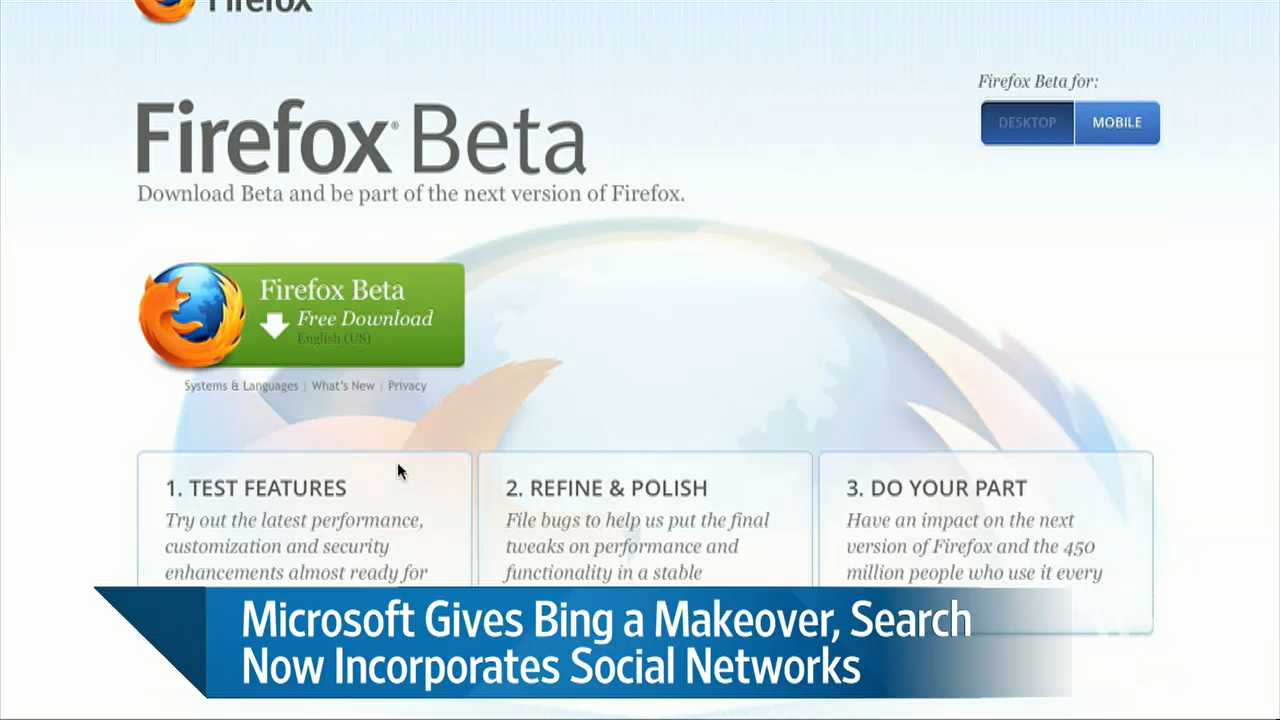 Firefox
Firefox Beta for:
DESKTOP MOBILE
Firefox® Beta
Download Beta and be part of the next version of Firefox.
Firefox Beta
Free Download
English (US)
Systems & Languages | What's New | Privacy
1. TEST FEATURES
Try out the latest performance,
customization and security
enhancements almost ready for
2. REFINE & POLISH
File bugs to help us put the final
tweaks on performance and
functionality in a stable
3. DO YOUR PART
Have an impact on the next
version of Firefox and the 450
million people who use it every
Microsoft Gives Bing a Makeover, Search
Now Incorporates Social Networks